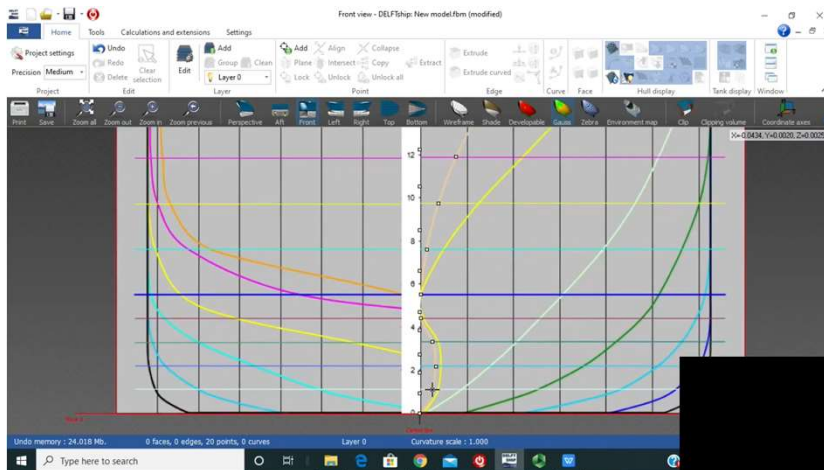 Front view - DELFTship: New model.fbm (modified)
Home Tools Calculations and extensions Settings
Project settings
Precision Medium
Project
Undo
Redo
Delete
Clear selection
Edit
Edit
Add
Group Clean
Layer 0
Layer
Add Align Collapse
Plane Intersect Copy Extract
Lock Unlock Unlock all
Point
Extrude
Extrude curved
Edge
Curve
Face
Hull display
Tank display
Window
Print Save Zoom all Zoom out Zoom in Zoom previous Perspective Aft Front Left Right Top Bottom Wireframe Shade Developable Gauss Zebra Environment map Clip Clipping volume Coordinate axes
12
10
8
6
4
2
0
Undo memory : 24.018 Mb. 0 faces, 0 edges, 20 points, 0 curves Layer 0 Curvature scale : 1.000
Type here to search